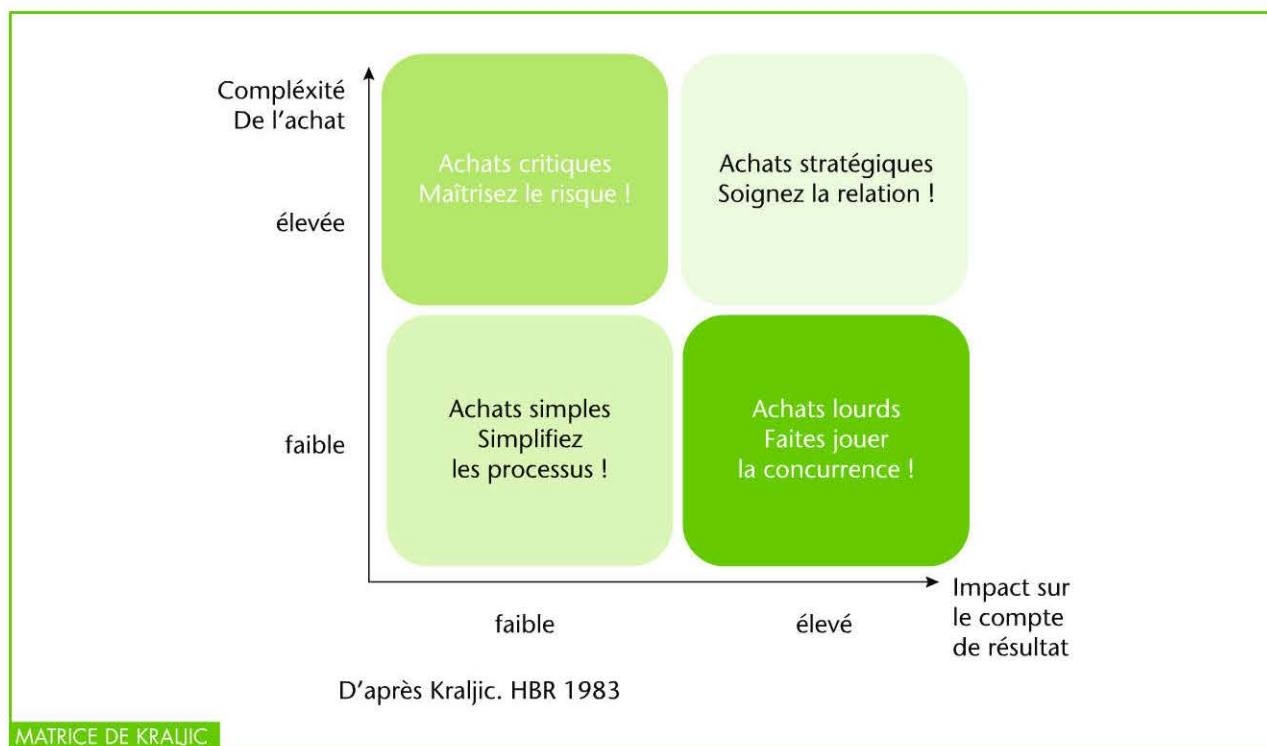 Compléxité
De l'achat
élevée
faible
Achats critiques
Maîtrisez le risque !
Achats stratégiques
Soignez la relation !
Achats simples
Simplifiez
les processus !
Achats lourds
Faites jouer
la concurrence !
faible
élevé
Impact sur
le compte
de résultat
D'après Kraljic. HBR 1983
MATRICE DE KRALJIC